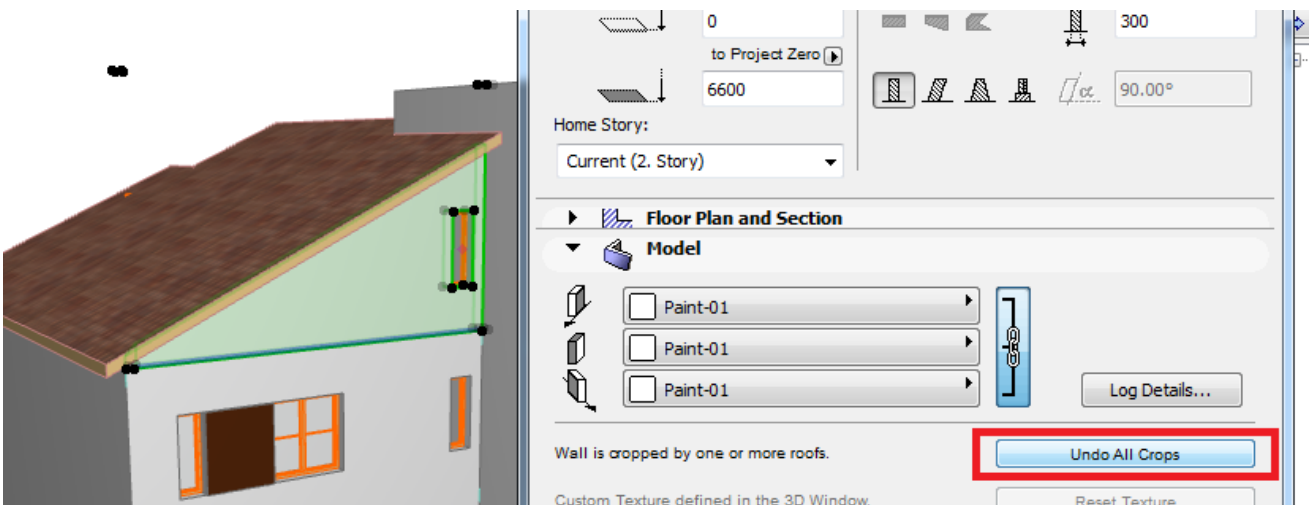 0
300
to Project Zero
6600
α
90.00°
Home Story:
Current (2. Story)
Floor Plan and Section
Model
Paint-01
Paint-01
Paint-01
Log Details...
Wall is cropped by one or more roofs.
Undo All Crops
Custom Texture defined in the 3D Window.
Reset Texture